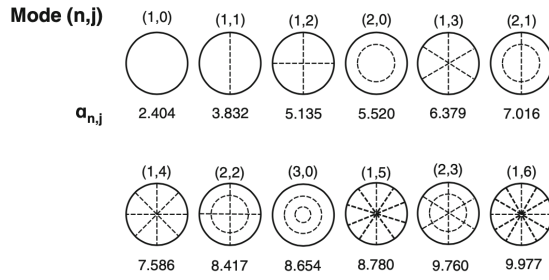 Mode (n,j) (1,0) (1,1) (1,2) (2,0) (1,3) (2,1)
a n,j 2.404 3.832 5.135 5.520 6.379 7.016
(1,4) (2,2) (3,0) (1,5) (2,3) (1,6)
7.586 8.417 8.654 8.780 9.760 9.977